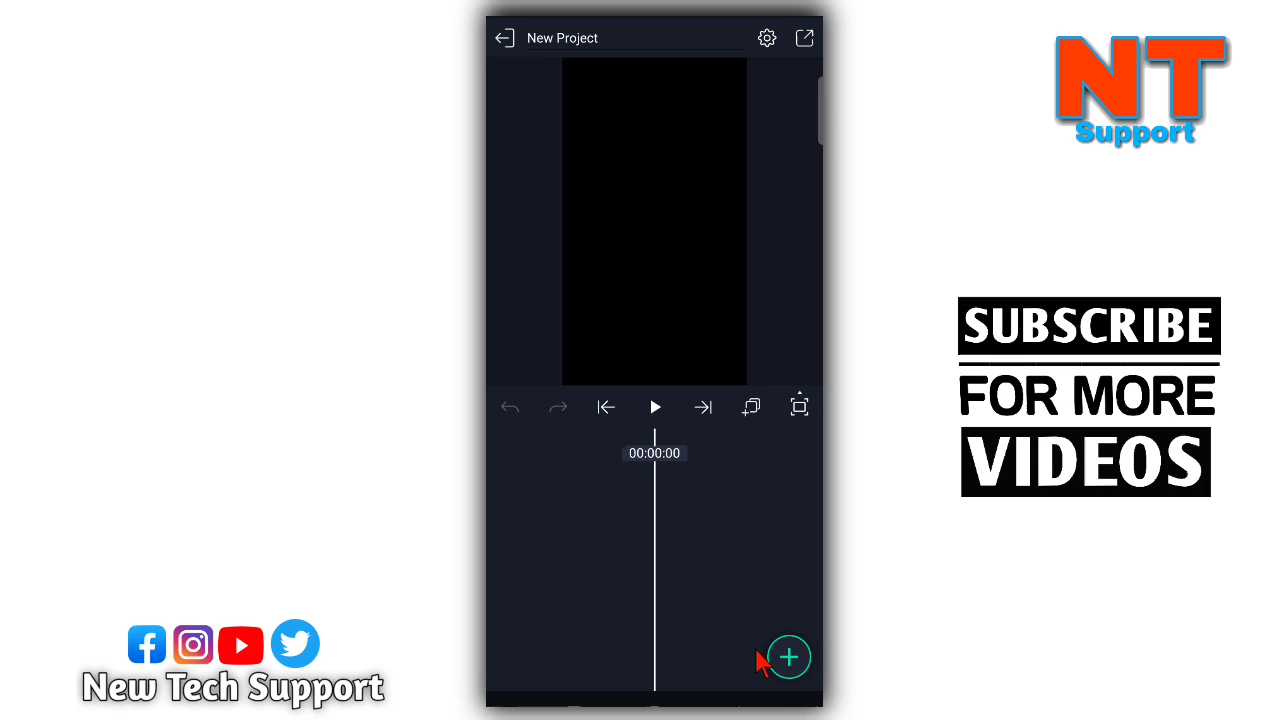 New Project
NT
Support
SUBSCRIBE
FOR MORE
VIDEOS
00:00:00
New Tech Support